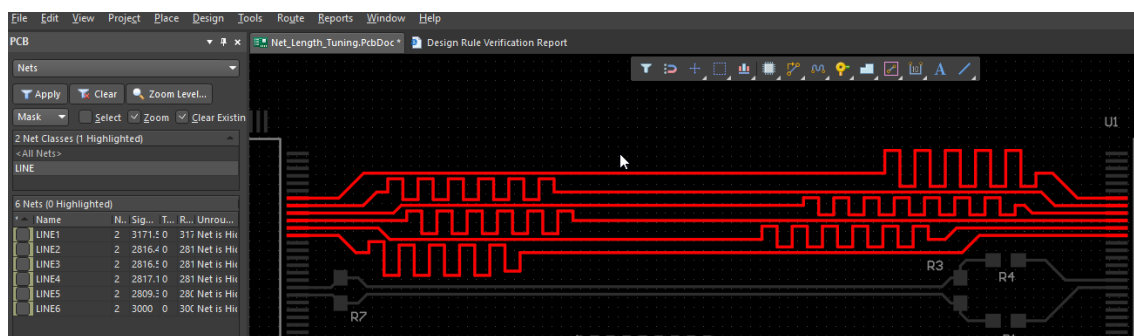 File Edit View Project Place Design Tools Route Reports Window Help
PCB
Net_Length_Tuning.PcbDoc *
Design Rule Verification Report
Nets
Apply Clear Zoom Level...
Mask Select Zoom Clear Existin
2 Net Classes (1 Highlighted)
<All Nets>
LINE
6 Nets (0 Highlighted)
* Name N.. Sig... T... R... Unrou...
LINE1 2 3171.5 0 317 Net is Hic
LINE2 2 2816.4 0 281 Net is Hic
LINE3 2 2816.5 0 281 Net is Hic
LINE4 2 2817.1 0 281 Net is Hic
LINE5 2 2809.3 0 280 Net is Hic
LINE6 2 3000 0 300 Net is Hic
U1
R3
R4
R7